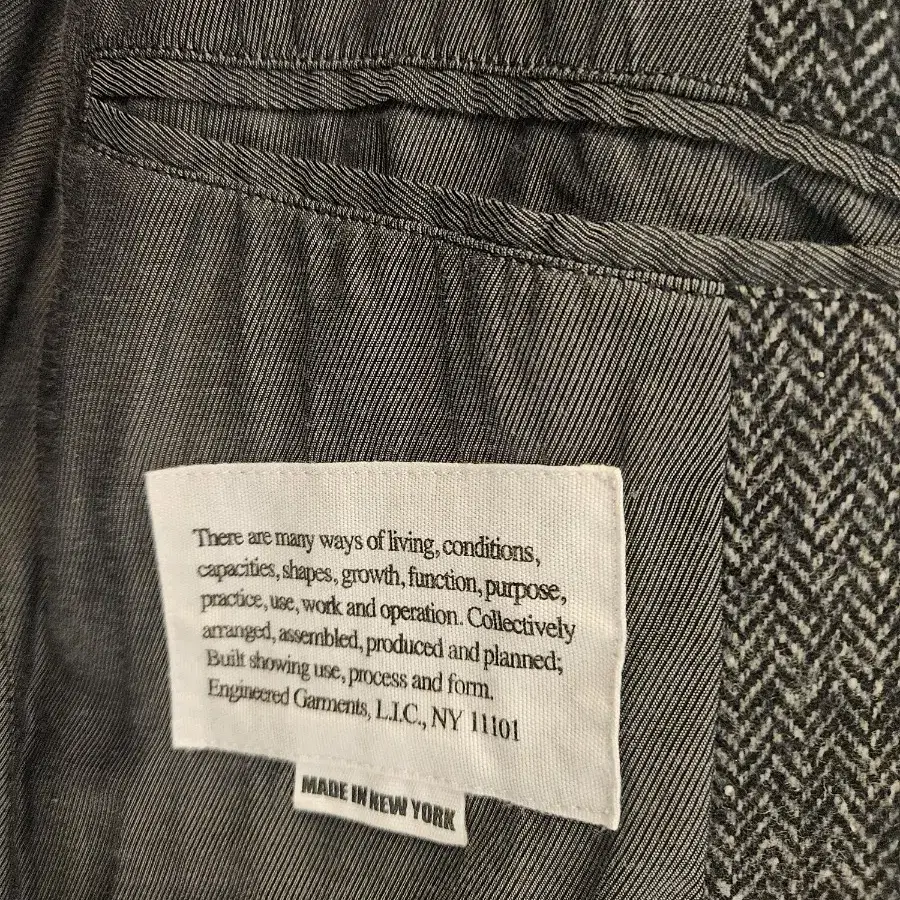 There are many ways of living, conditions,
capacities, shapes, growth, function, purpose,
practice, use, work and operation. Collectively
arranged, assembled, produced and planned;
Built showing use, process and form.
Engineered Garments, L.I.C., NY 11101
MADE IN NEW YORK